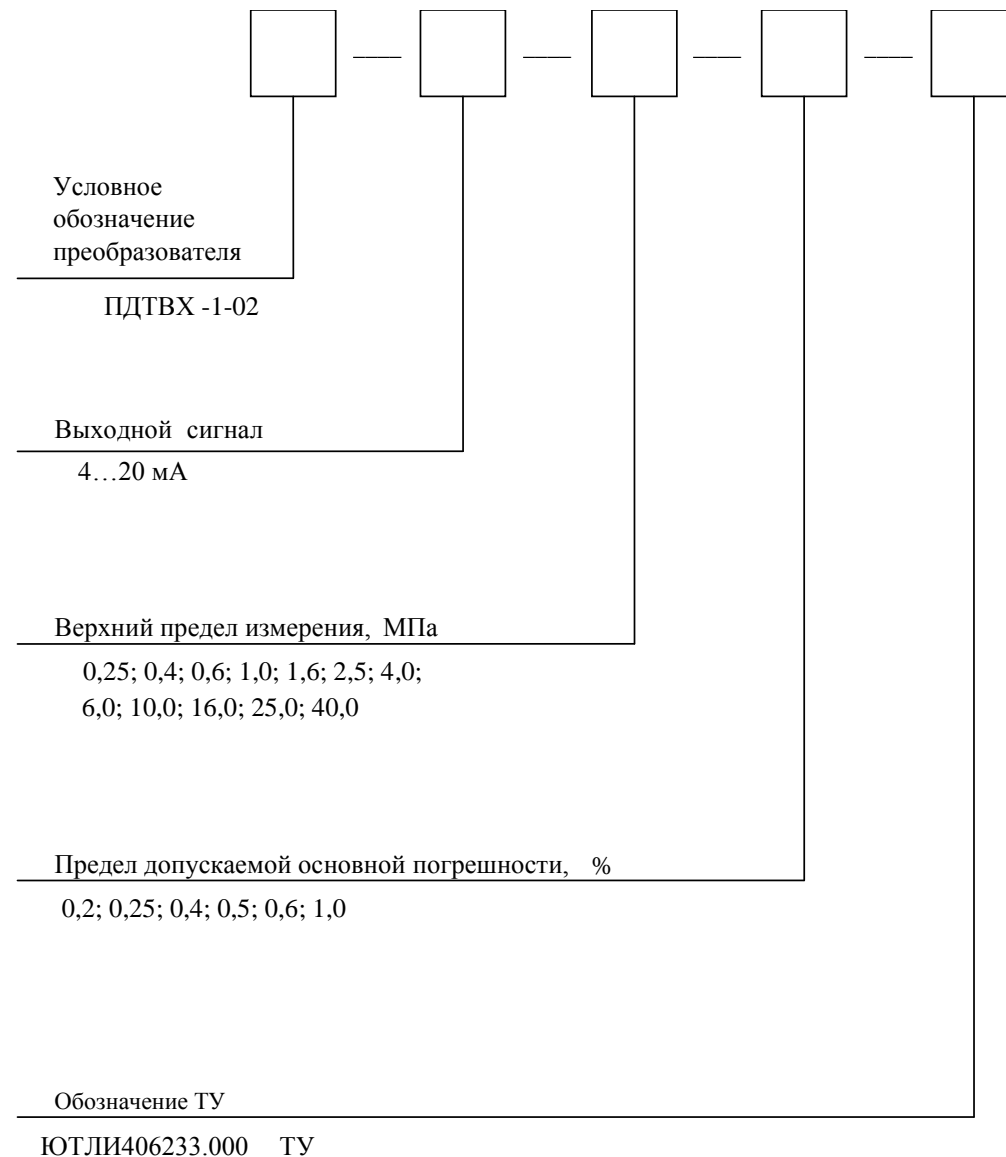 Условное
обозначение
преобразователя
ПДТВХ -1-02
Выходной сигнал
4…20 мА
Верхний предел измерения, МПа
0,25; 0,4; 0,6; 1,0; 1,6; 2,5; 4,0;
6,0; 10,0; 16,0; 25,0; 40,0
Предел допускаемой основной погрешности, %
0,2; 0,25; 0,4; 0,5; 0,6; 1,0
Обозначение ТУ
ЮТЛИ406233.000 ТУ